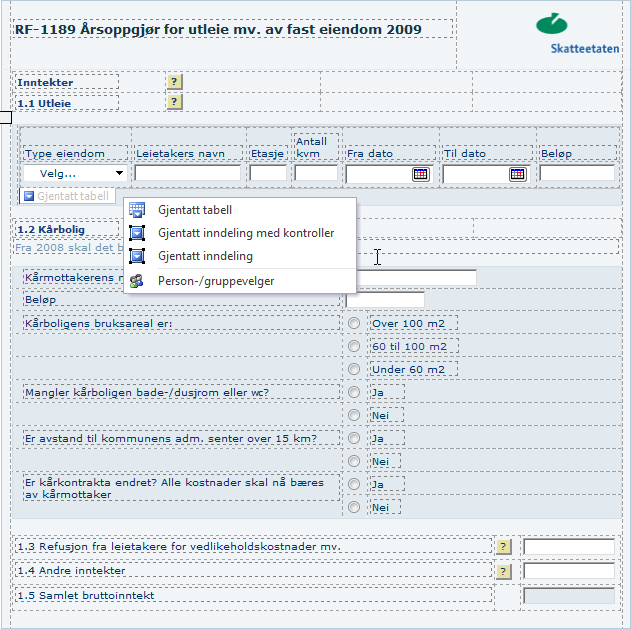 RF-1189 Årsoppgjør for utleie mv. av fast eiendom 2009
Skatteetaten
Inntekter ?
1.1 Utleie ?
Type eiendom Leietakers navn Etasje Antall kvm Fra dato Til dato Beløp
Velg...
Gjentatt tabell
Gjentatt tabell
Gjentatt inndeling med kontroller
Gjentatt inndeling
Person-/gruppevelger
1.2 Kårbolig
Fra 2008 skal det b
Kårmottakerens n
Beløp
Kårboligens bruksareal er: Over 100 m2
60 til 100 m2
Under 60 m2
Mangler kårboligen bade-/dusjrom eller wc? Ja
Nei
Er avstand til kommunens adm. senter over 15 km? Ja
Nei
Er kårkontrakta endret? Alle kostnader skal nå bæres Ja
av kårmottaker
Nei
1.3 Refusjon fra leietakere for vedlikeholdskostnader mv. ?
1.4 Andre inntekter ?
1.5 Samlet bruttoinntekt